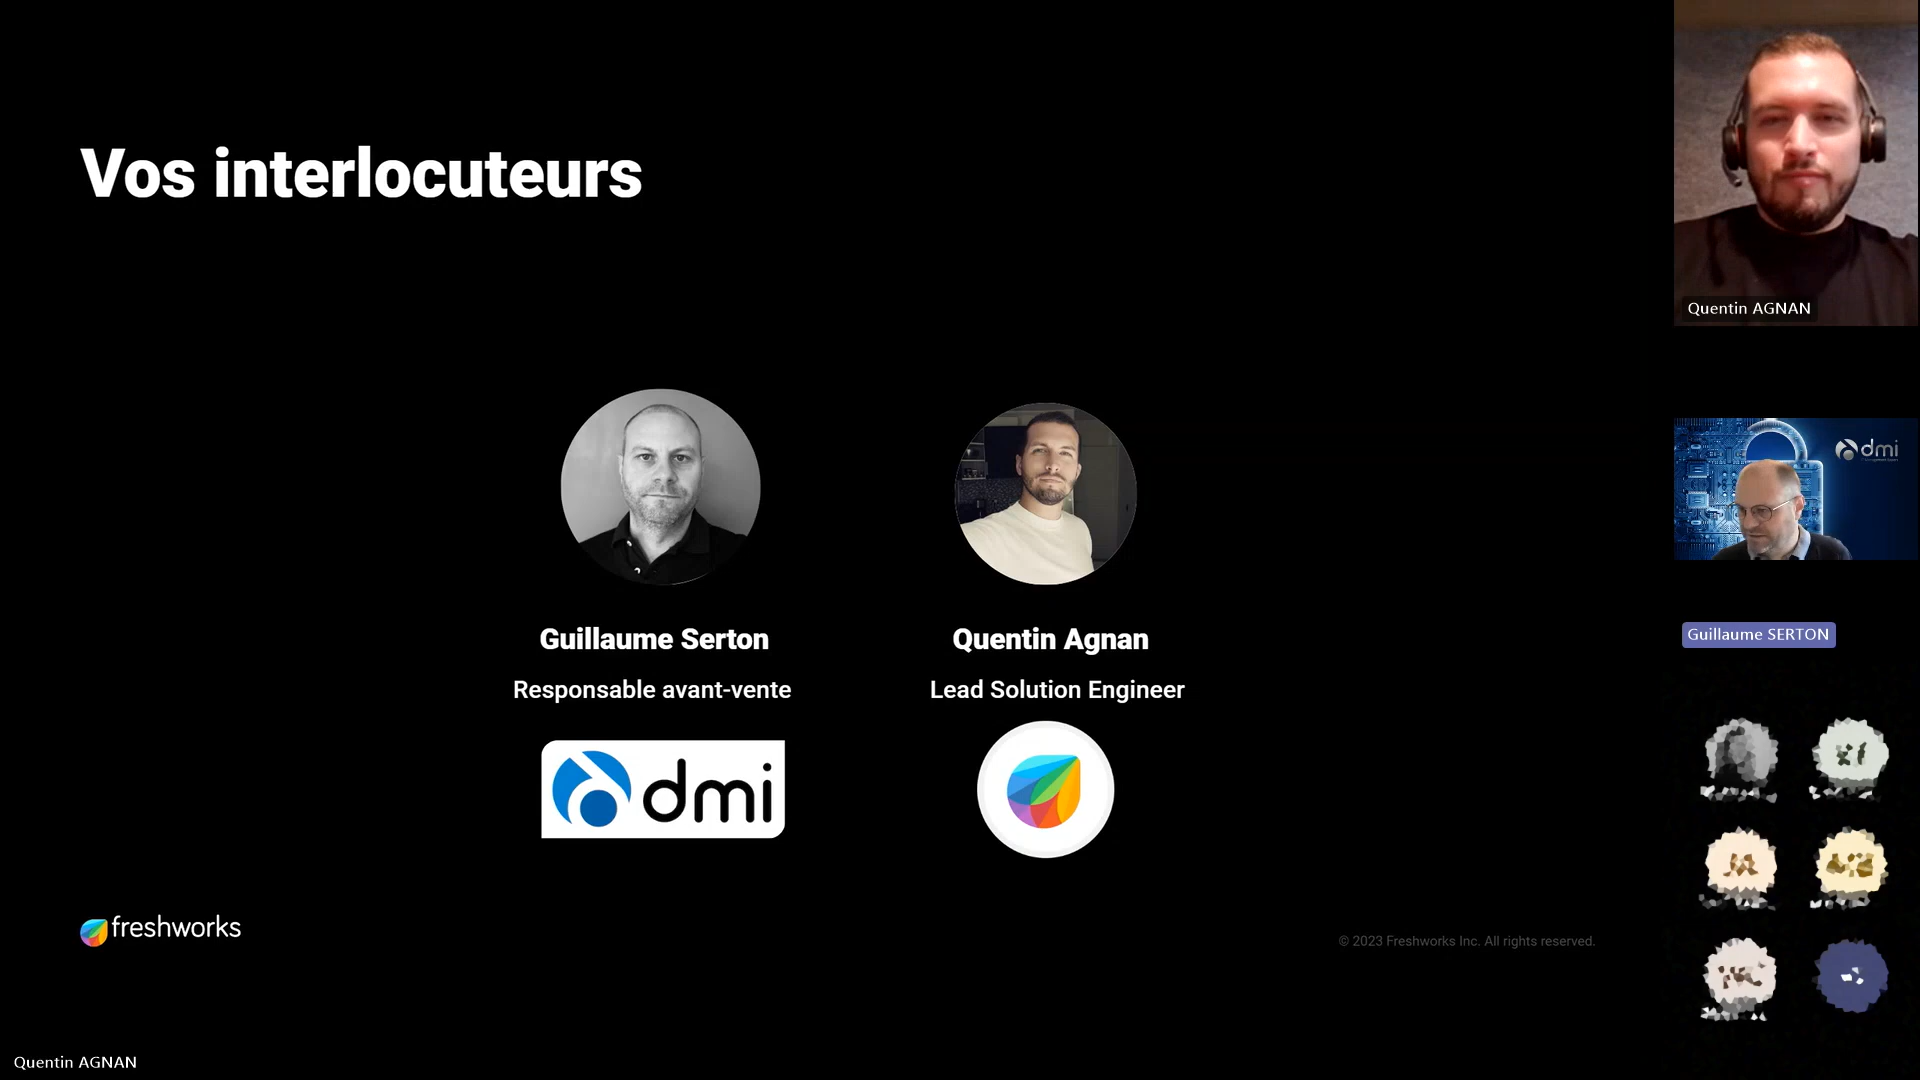 Vos interlocuteurs
Guillaume Serton
Responsable avant-vente
dmi
Quentin Agnan
Lead Solution Engineer
freshworks
© 2023 Freshworks Inc. All rights reserved.
Quentin AGNAN
Quentin AGNAN
dmi
Guillaume SERTON